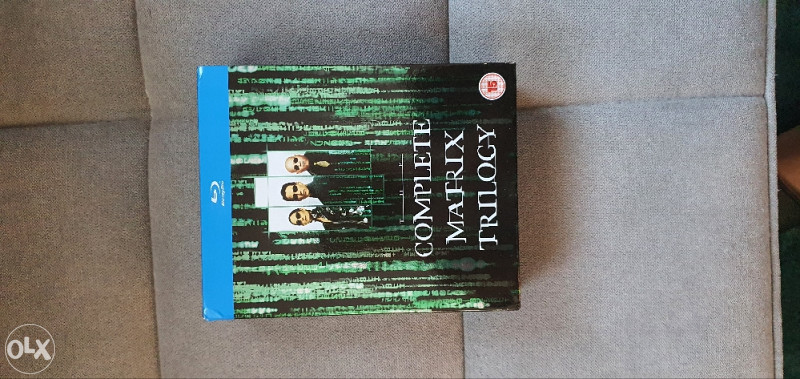 COMPLETE
MATRIX
TRILOGY
15
OLX